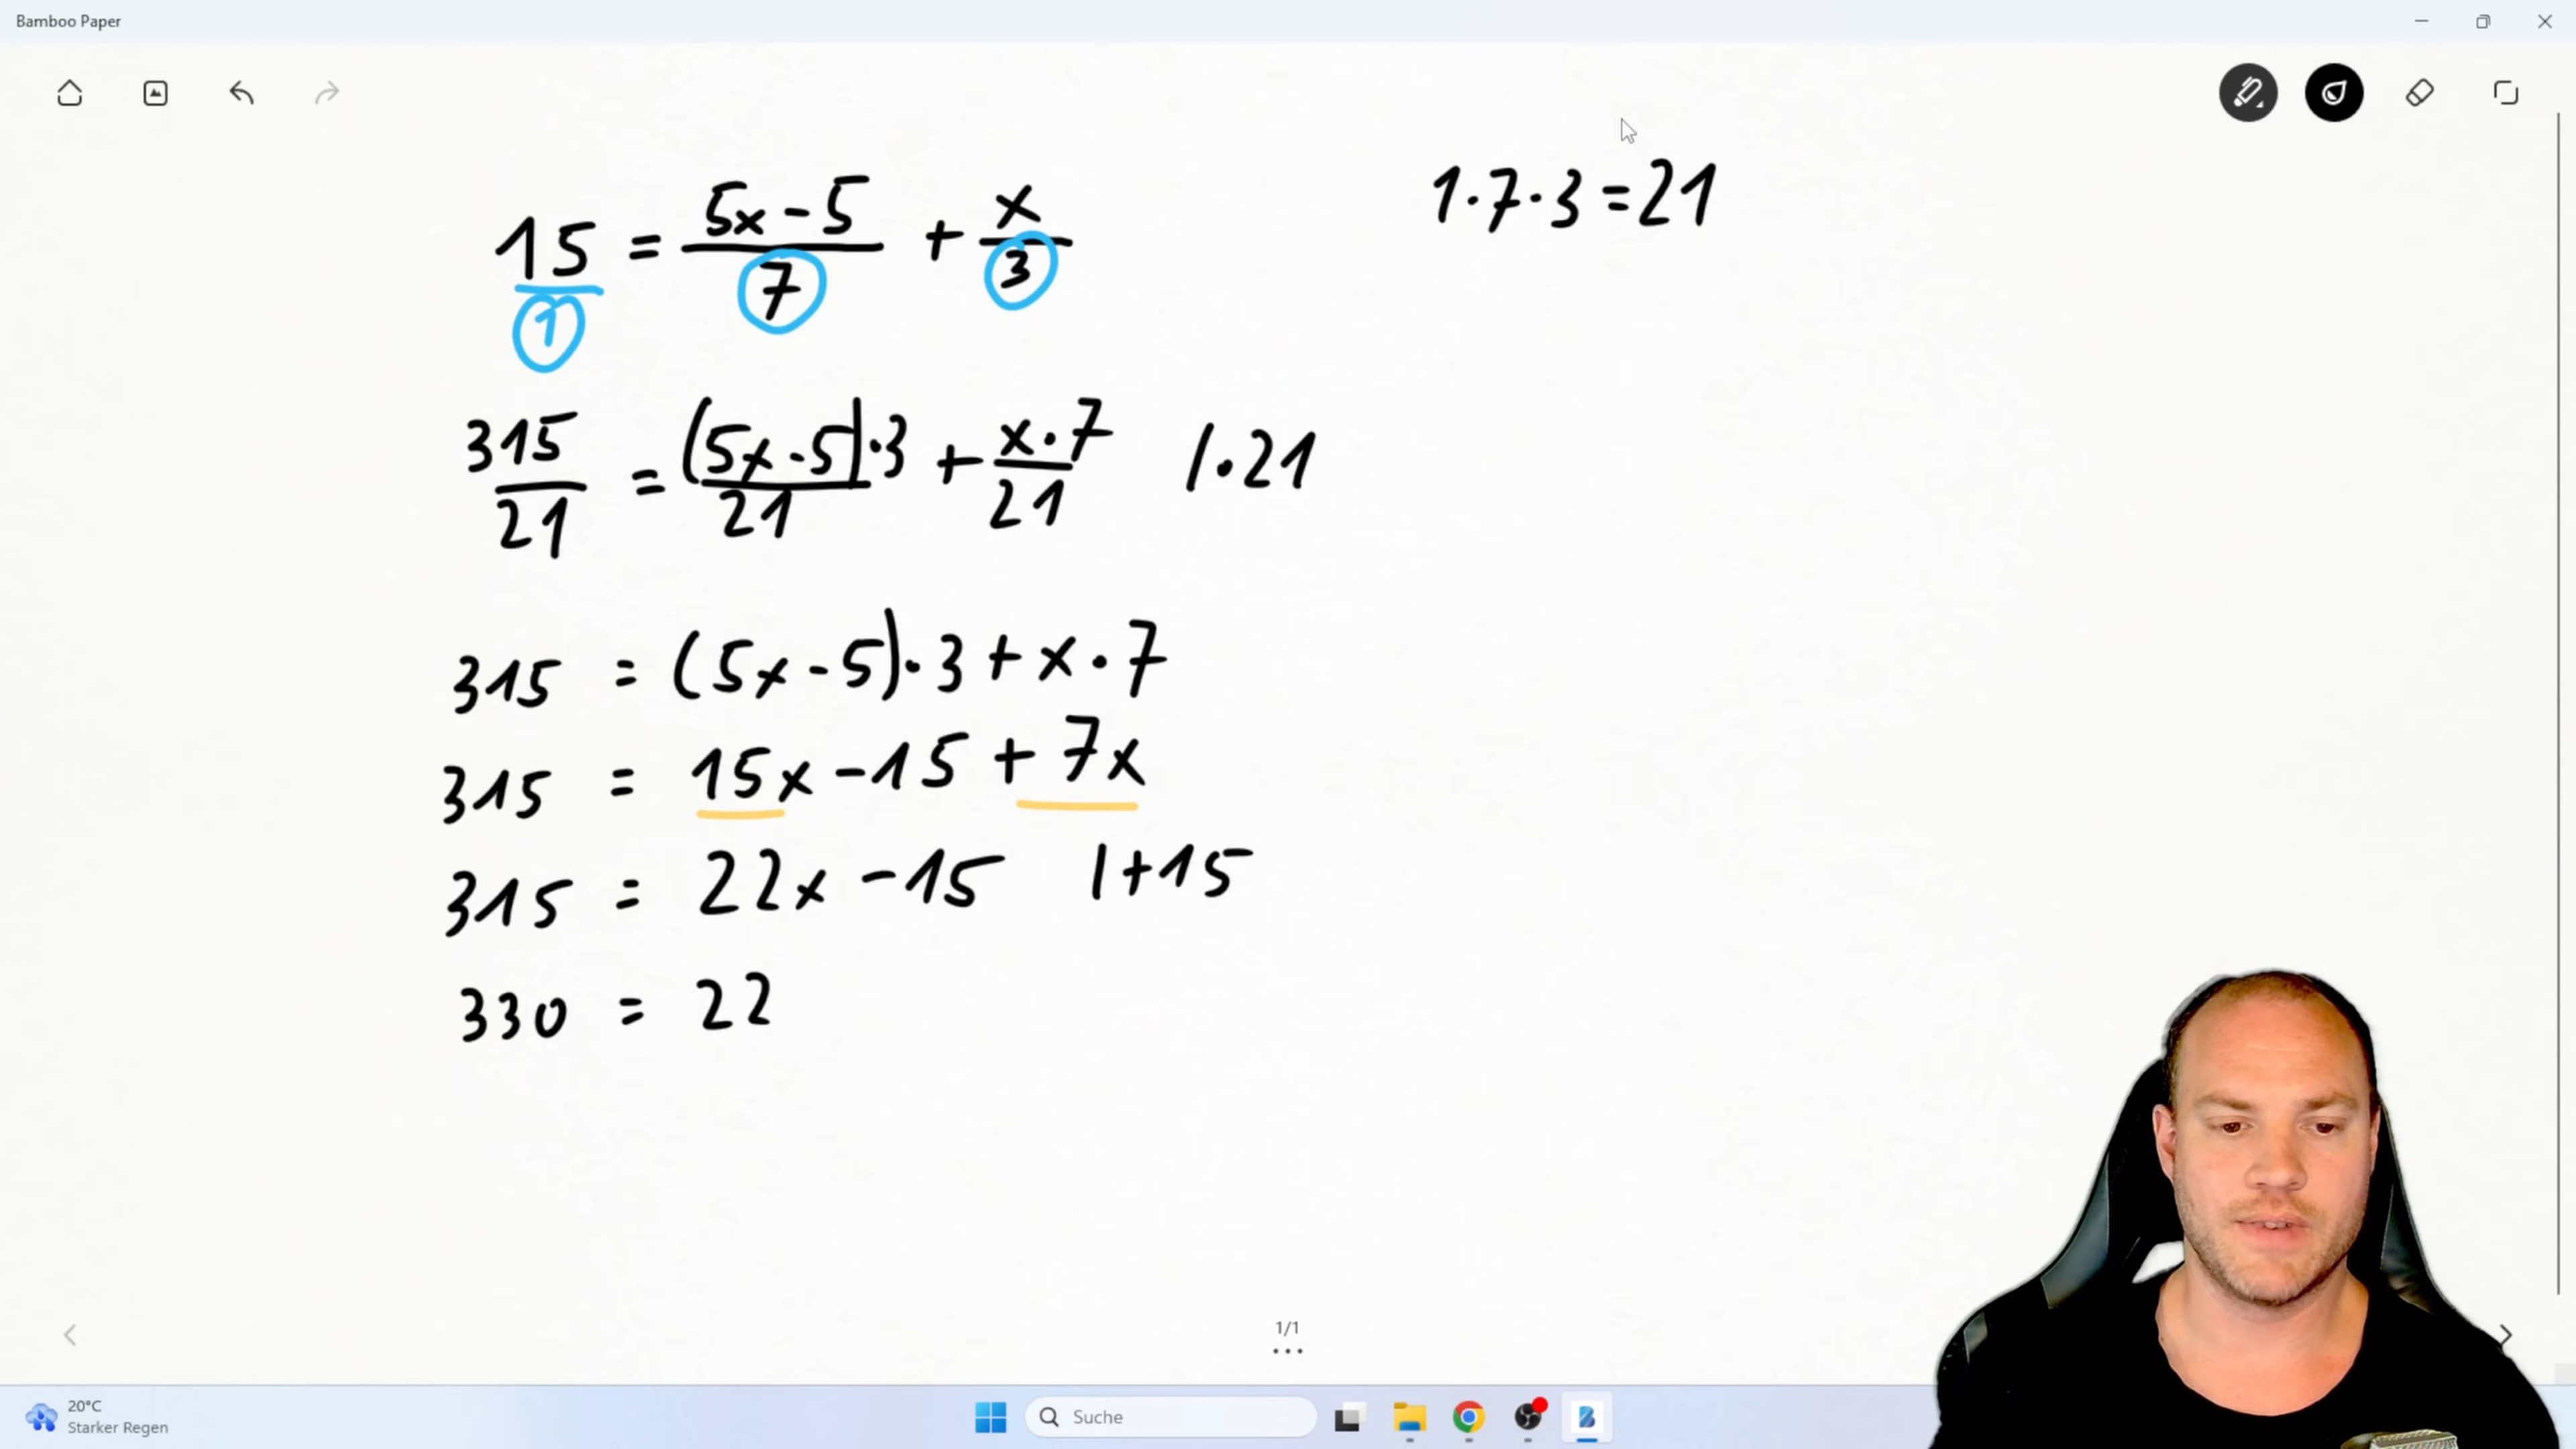 Bamboo Paper
15/1 = (5x - 5)/7 + x/3
1·7·3 = 21
315/21 = (5x - 5)·3/21 + x·7/21 |·21
315 = (5x - 5)·3 + x·7
315 = 15x - 15 + 7x
315 = 22x - 15 |+15
330 = 22
1/1
20°C
Starker Regen
Suche